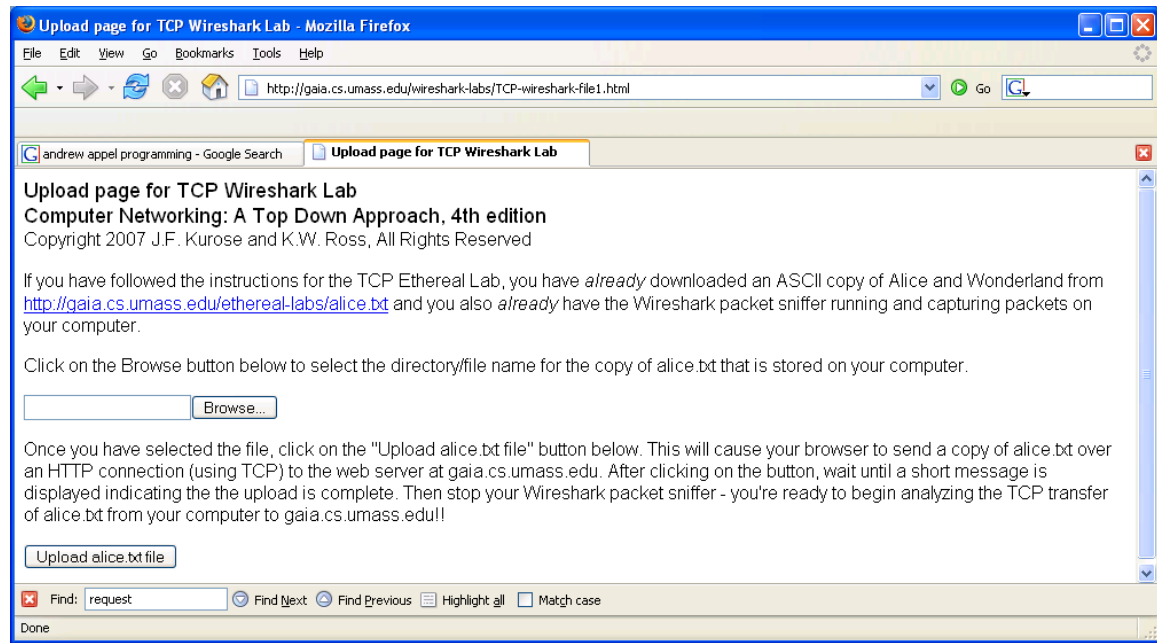 Upload page for TCP Wireshark Lab - Mozilla Firefox
File Edit View Go Bookmarks Tools Help
http://gaia.cs.umass.edu/wireshark-labs/TCP-wireshark-file1.html Go G
G andrew appel programming - Google Search Upload page for TCP Wireshark Lab
Upload page for TCP Wireshark Lab
Computer Networking: A Top Down Approach, 4th edition
Copyright 2007 J.F. Kurose and K.W. Ross, All Rights Reserved
If you have followed the instructions for the TCP Ethereal Lab, you have already downloaded an ASCII copy of Alice and Wonderland from
http://gaia.cs.umass.edu/ethereal-labs/alice.txt and you also already have the Wireshark packet sniffer running and capturing packets on
your computer.
Click on the Browse button below to select the directory/file name for the copy of alice.txt that is stored on your computer.
Browse...
Once you have selected the file, click on the "Upload alice.txt file" button below. This will cause your browser to send a copy of alice.txt over
an HTTP connection (using TCP) to the web server at gaia.cs.umass.edu. After clicking on the button, wait until a short message is
displayed indicating the the upload is complete. Then stop your Wireshark packet sniffer - you're ready to begin analyzing the TCP transfer
of alice.txt from your computer to gaia.cs.umass.edu!!
Upload alice.txt file
Find: request Find Next Find Previous Highlight all Match case
Done